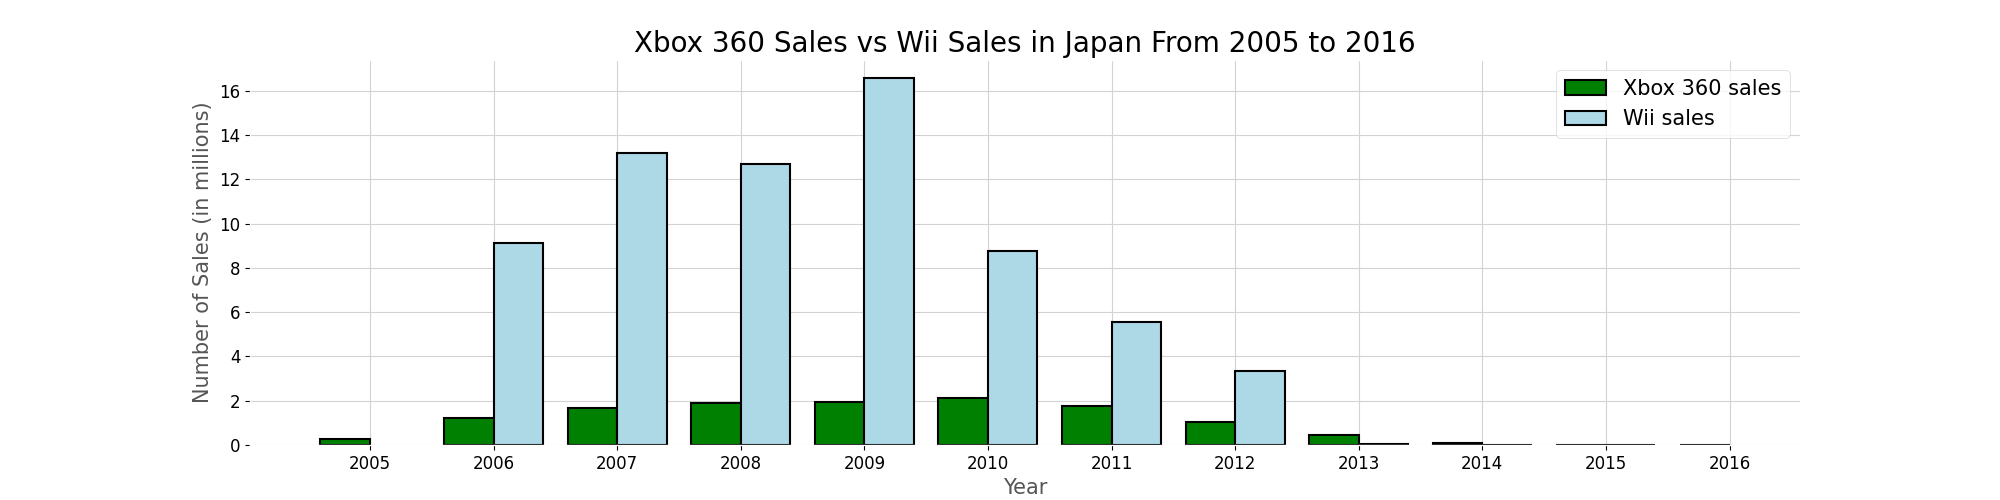 Xbox 360 Sales vs Wii Sales in Japan From 2005 to 2016
Number of Sales (in millions)
16
14
12
10
8
6
4
2
0
Xbox 360 sales
Wii sales
2005 2006 2007 2008 2009 2010 2011 2012 2013 2014 2015 2016
Year